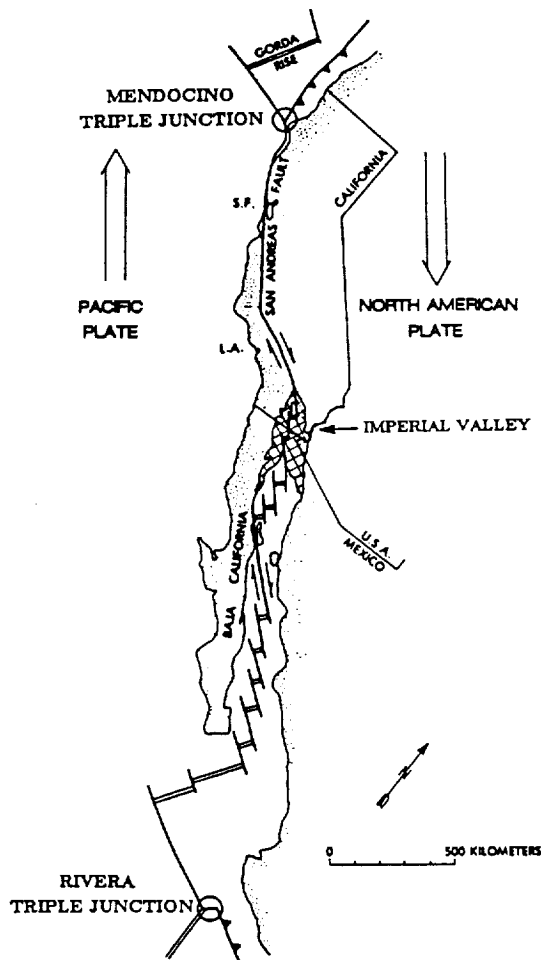 GORDA
RISE
MENDOCINO
TRIPLE JUNCTION
S.F.
SAN ANDREAS FAULT
CALIFORNIA
PACIFIC
PLATE
NORTH AMERICAN
PLATE
L.A.
IMPERIAL VALLEY
U.S.A.
MEXICO
BAJA CALIFORNIA
N
0 500 KILOMETERS
RIVERA
TRIPLE JUNCTION